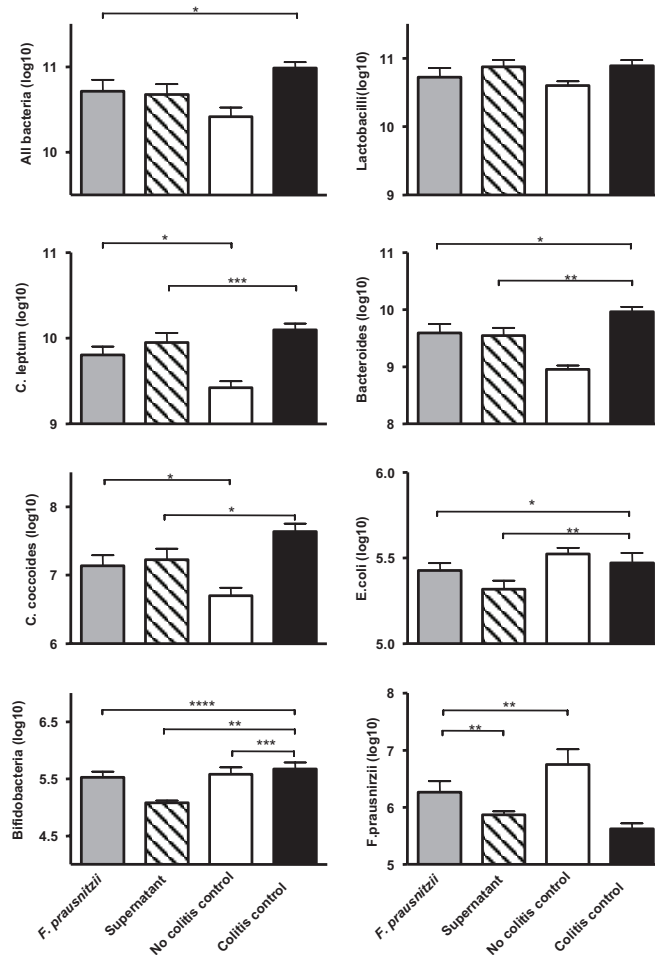 *
11
10
All bacteria (log10)
11
10
9
Lactobacilli(log10)
*
***
11
10
9
C. leptum (log10)
*
**
11
10
9
8
Bacteroides (log10)
*
*
8
7
6
C. coccoides (log10)
*
**
6.0
5.5
5.0
E.coli (log10)
****
**
***
6.5
5.5
4.5
Bifidobacteria (log10)
**
**
8
7
6
5
F.prausnirzii (log10)
F. prausnitzii
Supernatant
No colitis control
Colitis control
F. prausnitzii
Supernatant
No colitis control
Colitis control